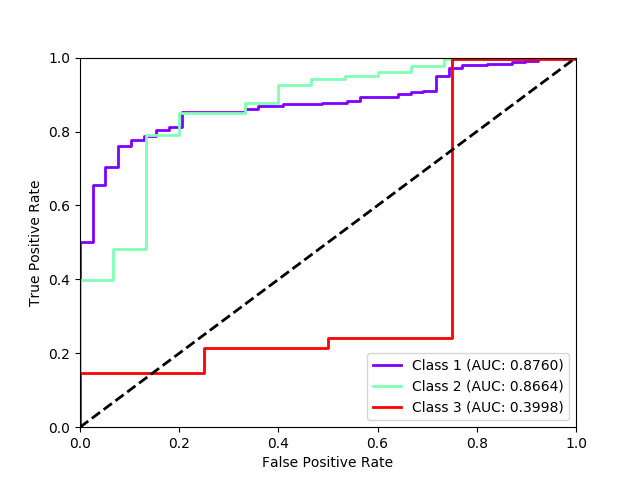 1.0
0.8
0.6
0.4
0.2
0.0
True Positive Rate
0.0 0.2 0.4 0.6 0.8 1.0
False Positive Rate
Class 1 (AUC: 0.8760)
Class 2 (AUC: 0.8664)
Class 3 (AUC: 0.3998)